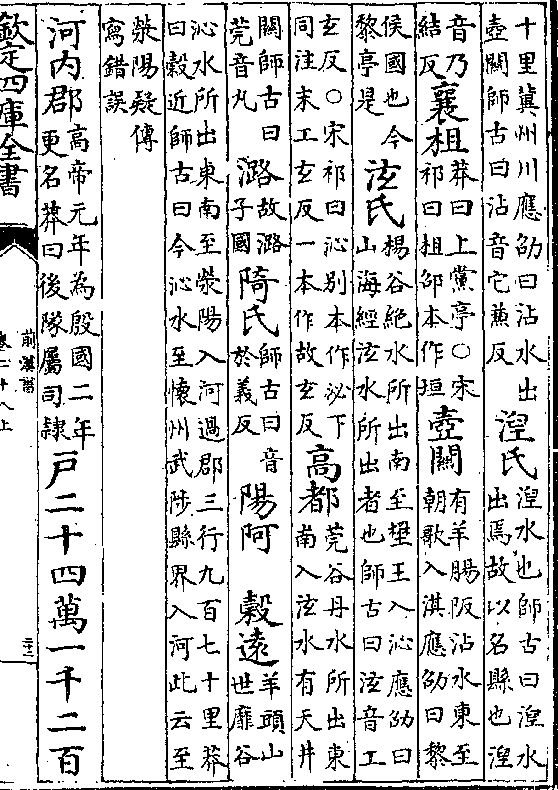 十里冀州川應劭曰沾水出壺關師古曰沾音它兼反涅氏涅水也師古曰涅水出焉故以名縣也涅
音乃結反襄柤莽曰上黨亭○宋祁曰柤邵本作垣壺關有羊腸阪沾水東至朝歌入淇應劭曰黎
侯國也今黎亭是泫氏楊谷絶水所出南至壄王入沁應劭曰山海經泫水所出者也師古曰泫音工
玄反○宋祁曰沁別本作泌下同注末工玄反一本作故玄反高都莞谷丹水所出東南入泫水有天井
關師古曰莞音丸潞故潞子國陭氏師古曰音於義反陽阿榖遠羊頭山世靡谷
沁水所出東南至滎陽入河過郡三行九百七十里莽曰榖近師古曰今沁水至懷州武陟縣界入河此云至
滎陽疑傳寫錯誤
河内郡高帝元年為殷國二年更名莽曰後隊屬司隸戶二十四萬一千二百
欽定四庫全書
前漢書
卷二十八上